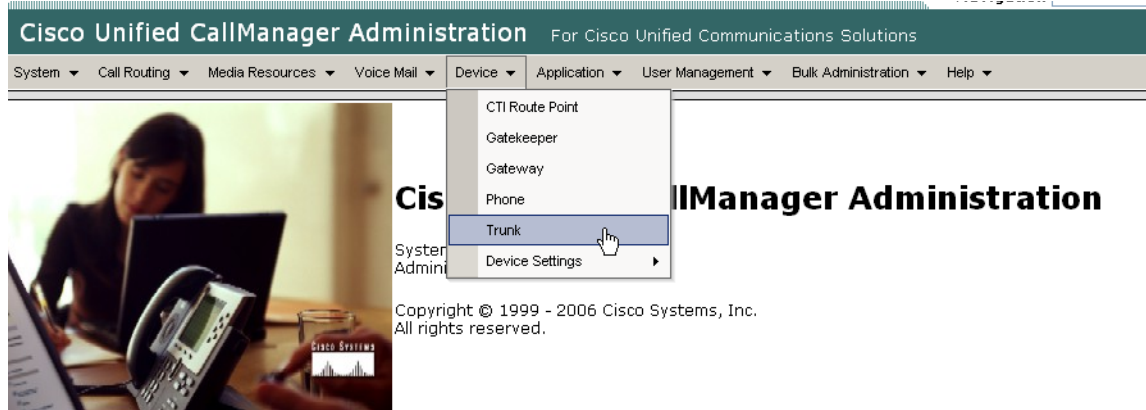 Cisco Unified CallManager Administration For Cisco Unified Communications Solutions
System Call Routing Media Resources Voice Mail Device Application User Management Bulk Administration Help
CTI Route Point
Gatekeeper
Gateway
Phone
Trunk
Device Settings
Cis llManager Administration
System
Admini
Copyright © 1999 - 2006 Cisco Systems, Inc.
All rights reserved.
CISCO SYSTEMS